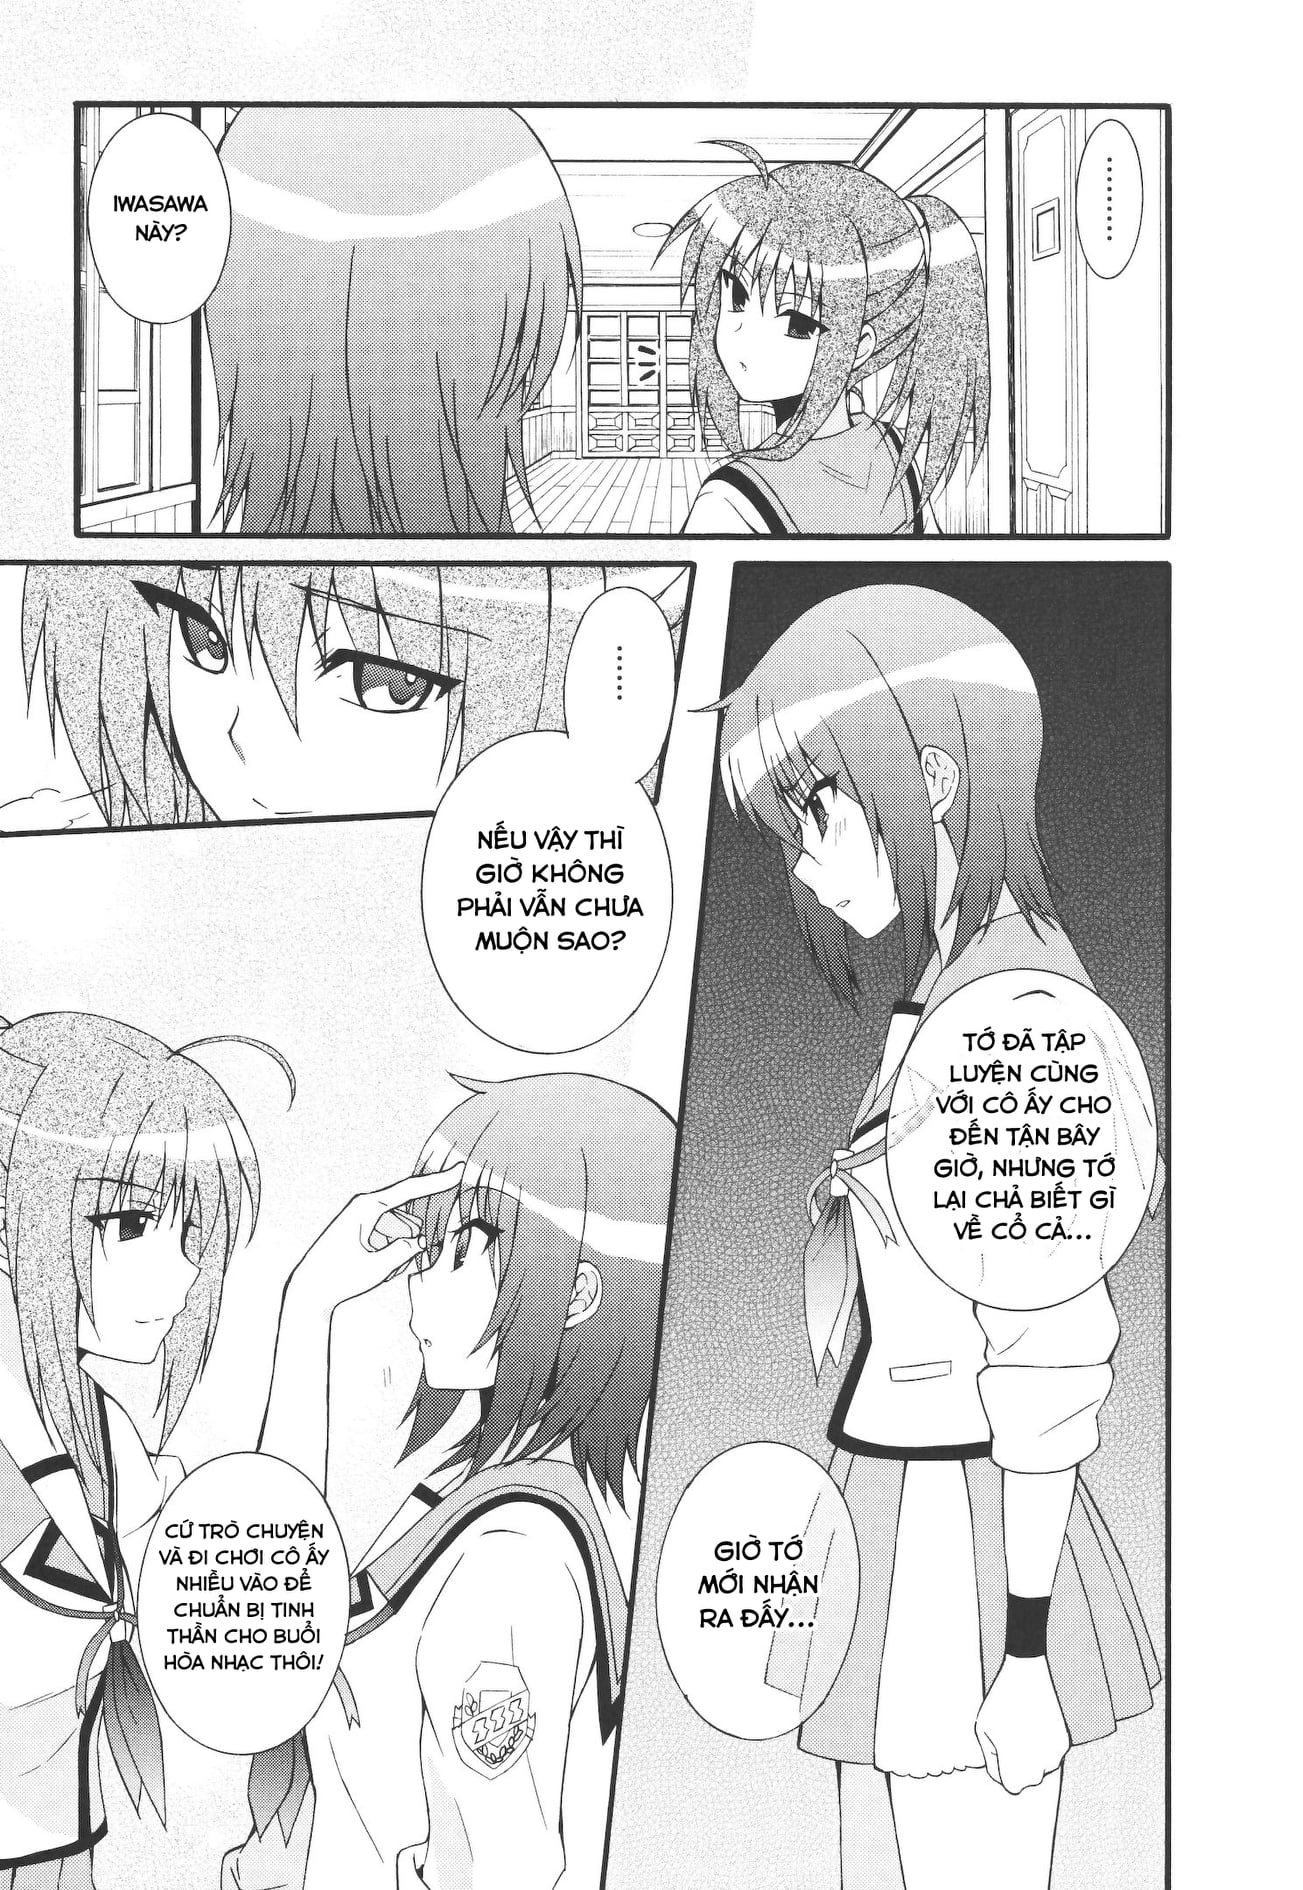 .........
IWASAWA
NÀY?
TỚ ĐÃ TẬP
LUYỆN CÙNG
VỚI CÔ ẤY CHO
ĐẾN TẬN BÂY
GIỜ, NHƯNG TỚ
LẠI CHẢ BIẾT GÌ
VỀ CỔ CẢ...
GIỜ TỚ
MỚI NHẬN
RA ĐẤY...
......
NẾU VẬY THÌ
GIỜ KHÔNG
PHẢI VẪN CHƯA
MUỘN SAO?
CỨ TRÒ CHUYỆN
VÀ ĐI CHƠI CÔ ẤY
NHIỀU VÀO ĐỂ
CHUẨN BỊ TINH
THẦN CHO BUỔI
HÒA NHẠC THÔI!